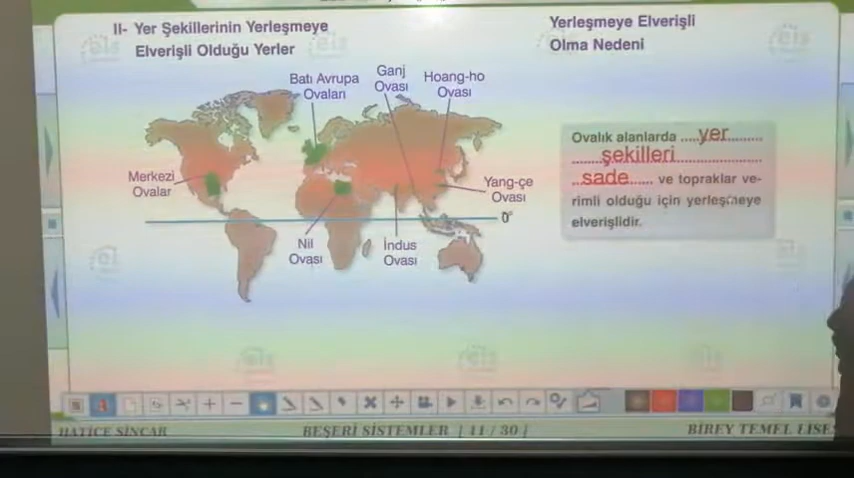 II- Yer Şekillerinin Yerleşmeye
Elverişli Olduğu Yerler
Yerleşmeye Elverişli
Olma Nedeni
Batı Avrupa
Ovaları
Ganj
Ovası
Hoang-ho
Ovası
Merkezi
Ovalar
Yang-çe
Ovası
0°
Nil
Ovası
İndus
Ovası
Ovalık alanlarda .....yer.........
.......şekilleri......................
..sade...... ve topraklar ve-
rimli olduğu için yerleşmeye
elverişlidir.
eis
HATİCE SİNCAR
BEŞERİ SİSTEMLER [ 11 / 30 ]
BİREY TEMEL LİSE